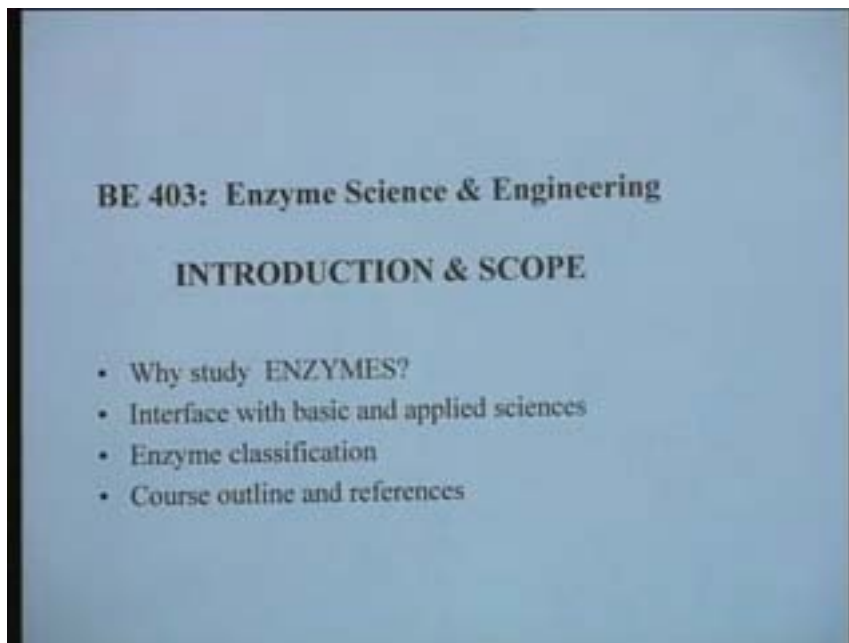 BE 403: Enzyme Science & Engineering
INTRODUCTION & SCOPE
• Why study ENZYMES?
• Interface with basic and applied sciences
• Enzyme classification
• Course outline and references